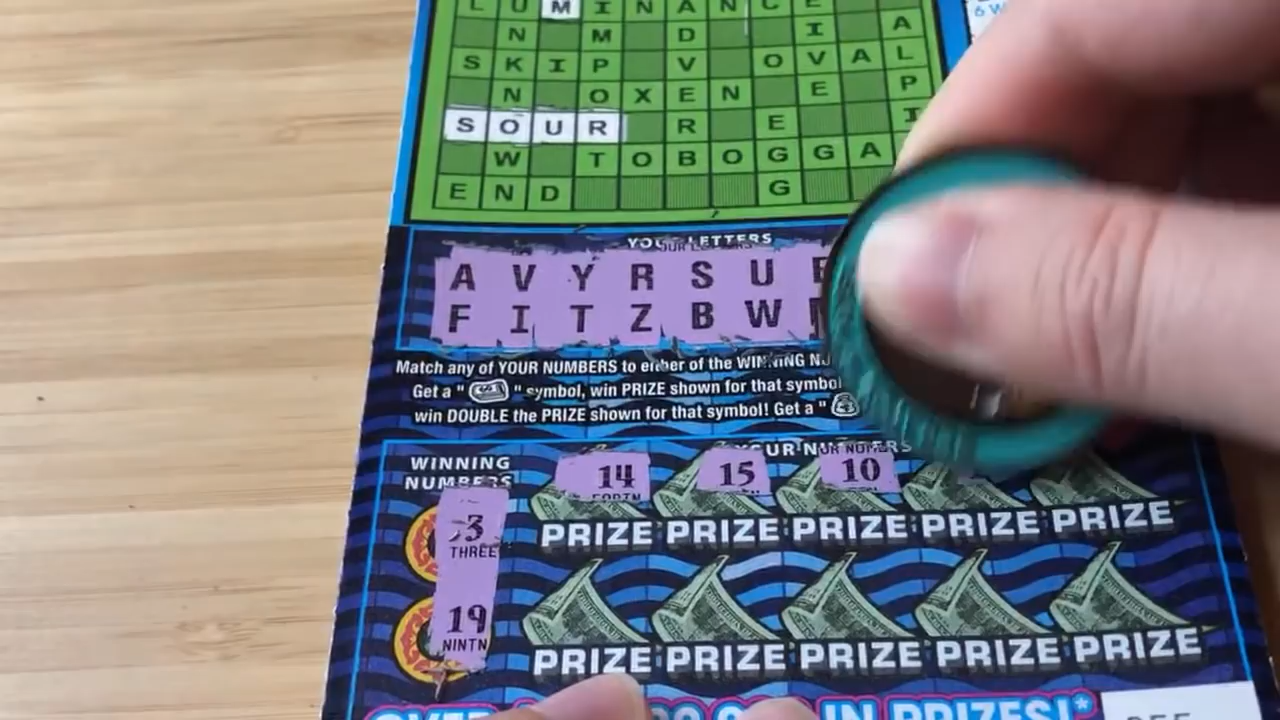 L U M I N A N C E
N M D I A
S K I P V O V A L
N O X E N E P
S O U R R E I
W T O B O G G A
E N D G
YOUR LETTERS
A V Y R S U
F I T Z B W
Match any of YOUR NUMBERS to either of the WINNING
Get a " " symbol, win PRIZE shown for that symbol
win DOUBLE the PRIZE shown for that symbol! Get a "
YOUR NUMBERS
WINNING
NUMBERS
14 15 10
3
THREE
PRIZE PRIZE PRIZE PRIZE PRIZE
19
NINTN
PRIZE PRIZE PRIZE PRIZE PRIZE
IN PRIZES!*